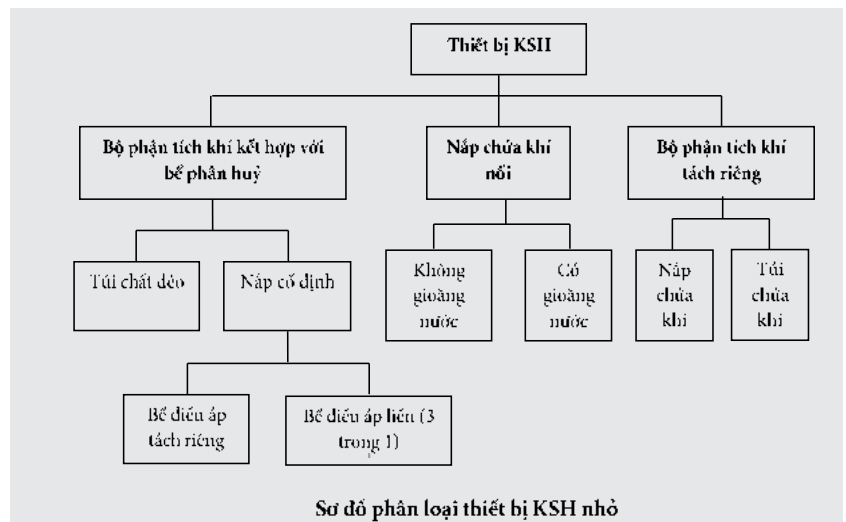 Thiết bị KSH
Bộ phận tích khí kết hợp với
bể phân huỷ
Nắp chứa khí
nổi
Bộ phận tích khí
tách riêng
Túi chất dẻo
Nắp cố định
Không
gioăng
nước
Có
gioăng
nước
Nắp
chứa
khí
Túi
chứa
khí
Bể điều áp
tách riêng
Bể điều áp liền (3
trong 1)
Sơ đồ phân loại thiết bị KSH nhỏ